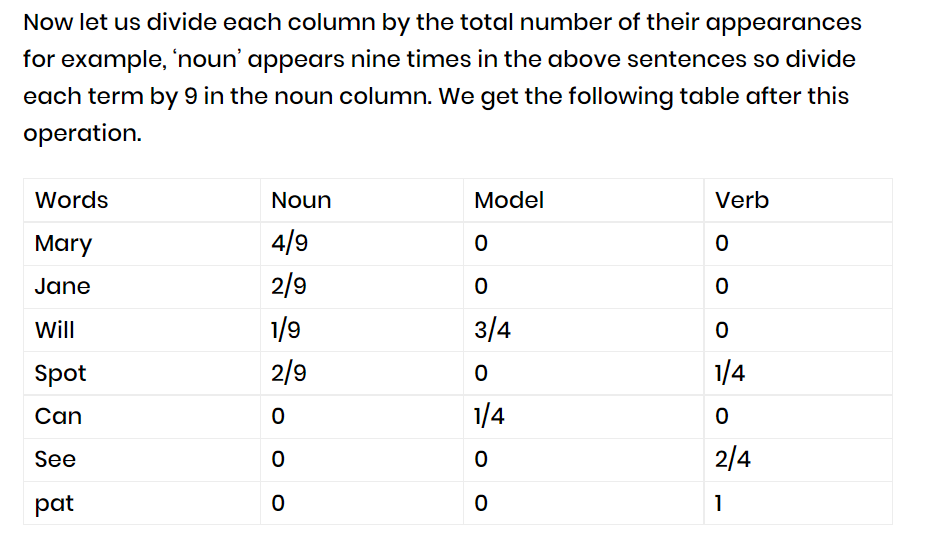 Now let us divide each column by the total number of their appearances
for example, ‘noun’ appears nine times in the above sentences so divide
each term by 9 in the noun column. We get the following table after this
operation.
Words Noun Model Verb
Mary 4/9 0 0
Jane 2/9 0 0
Will 1/9 3/4 0
Spot 2/9 0 1/4
Can 0 1/4 0
See 0 0 2/4
pat 0 0 1